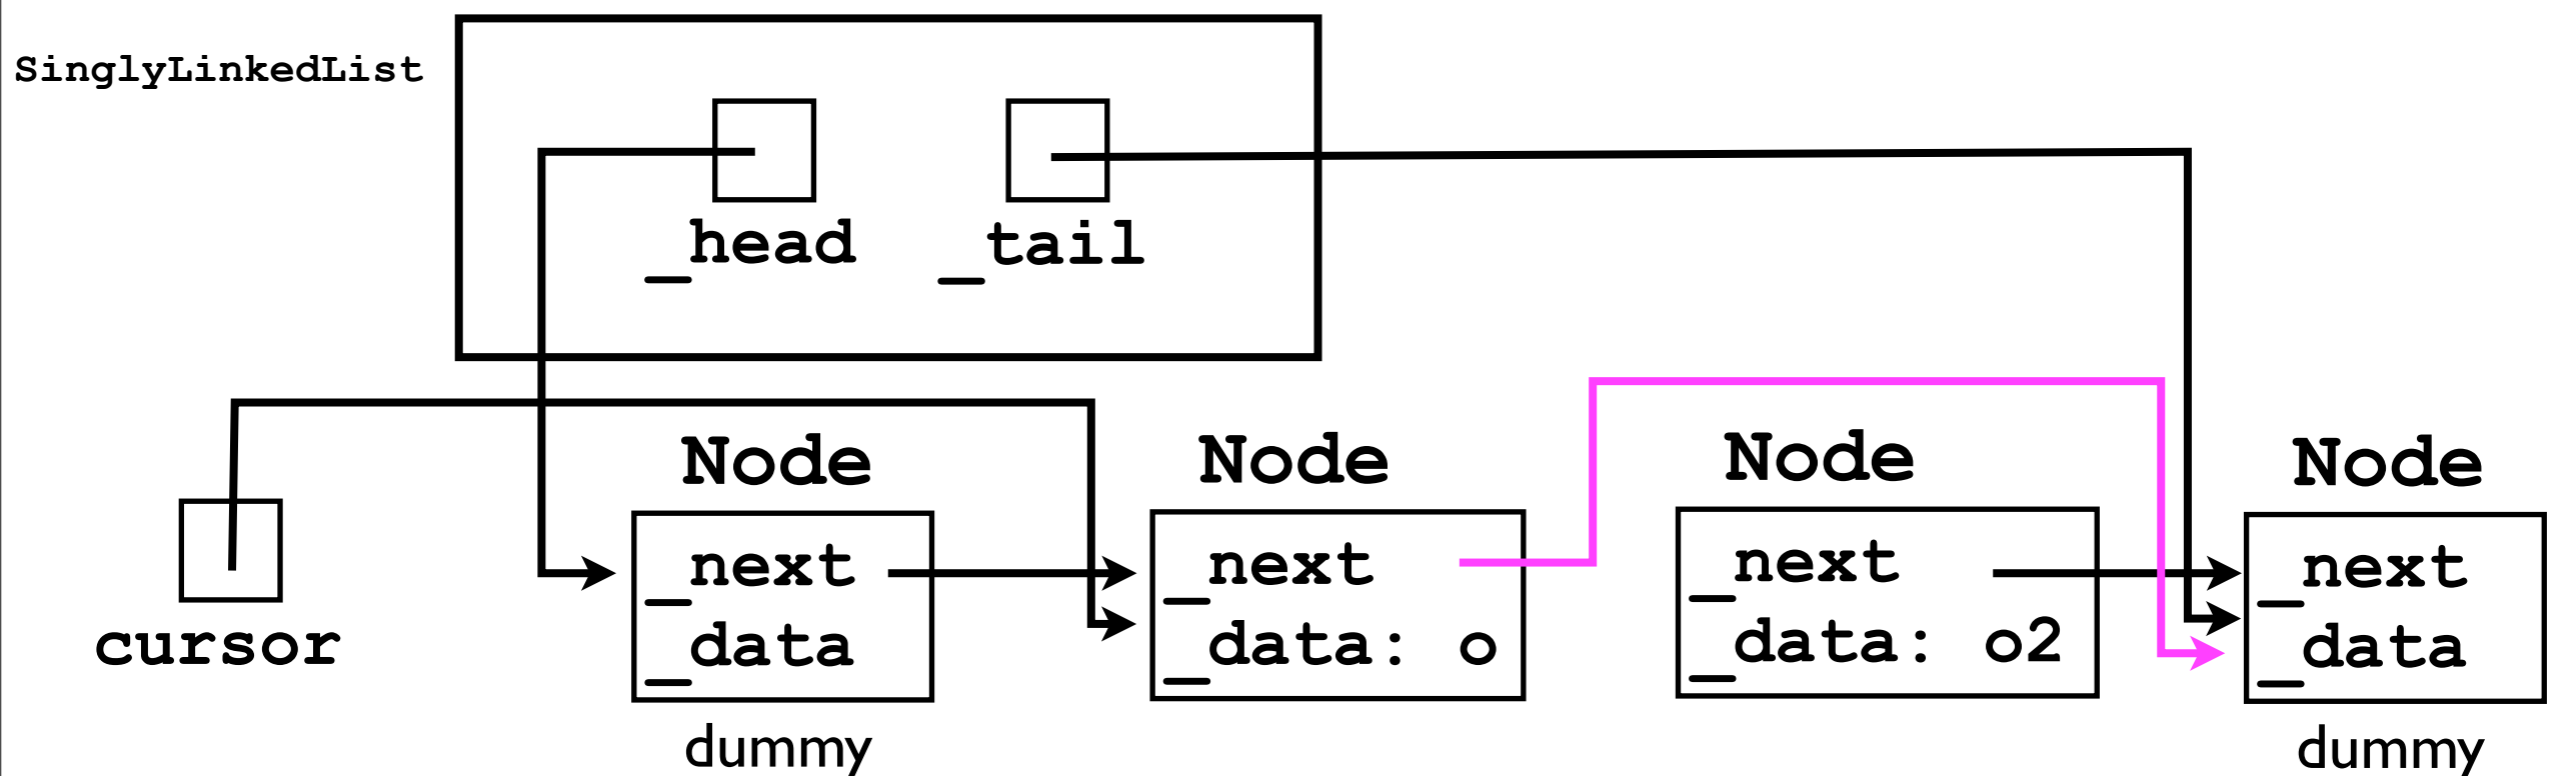 SinglyLinkedList
_head
_tail
cursor
Node
_next
_data
dummy
Node
_next
_data: o
Node
_next
_data: o2
Node
_next
_data
dummy